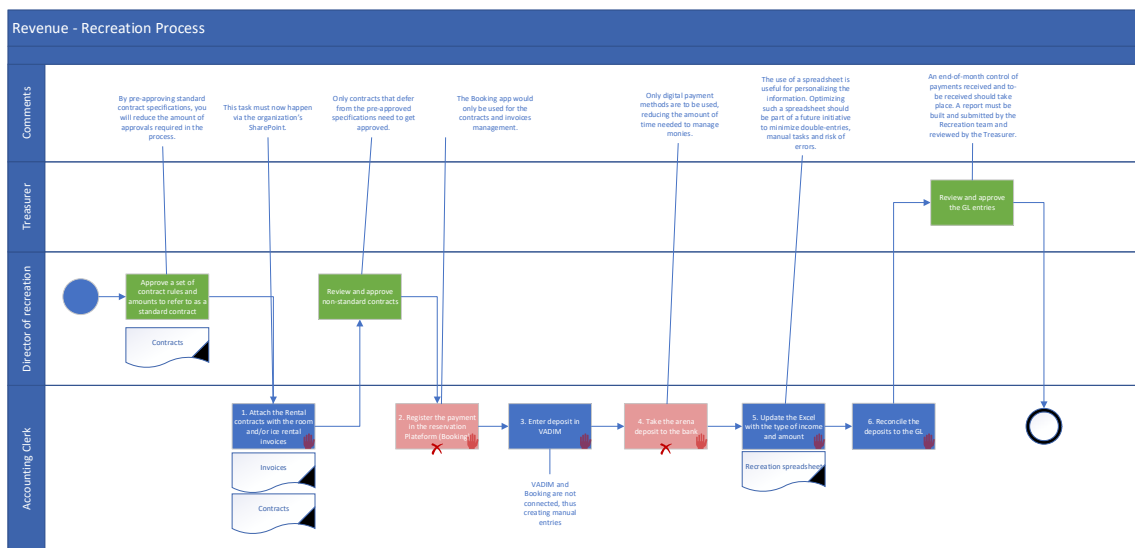 Revenue - Recreation Process
Comments
By pre-approving standard
contract specifications, you
will reduce the amount of
approvals required in the
process.
This task must now happen
via the organization's
SharePoint.
Only contracts that defer
from the pre-approved
specifications need to get
approved.
The Booking app would
only be used for the
contracts and invoices
management.
Only digital payment
methods are to be used,
reducing the amount of
time needed to manage
monies.
The use of a spreadsheet is
useful for personalizing the
information. Optimizing
such a spreadsheet should
be part of a future initiative
to minimize double-entries,
manual tasks and risk of
errors.
An end-of-month control of
payments received and to-
be received should take
place. A report must be
built and submitted by the
Recreation team and
reviewed by the Treasurer.
Treasurer
Review and approve
the GL entries
Director of recreation
Approve a set of
contract rules and
amounts to refer to as a
standard contract
Contracts
Review and approve
non-standard contracts
Accounting Clerk
1. Attach the Rental
contracts with the room
and/or ice rental
invoices
Invoices
Contracts
2. Register the payment
in the reservation
Plateform (Booking)
3. Enter deposit in
VADIM
VADIM and
Booking are not
connected, thus
creating manual
entries
4. Take the arena
deposit to the bank
5. Update the Excel
with the type of income
and amount
Recreation spreadsheet
6. Reconcile the
deposits to the GL